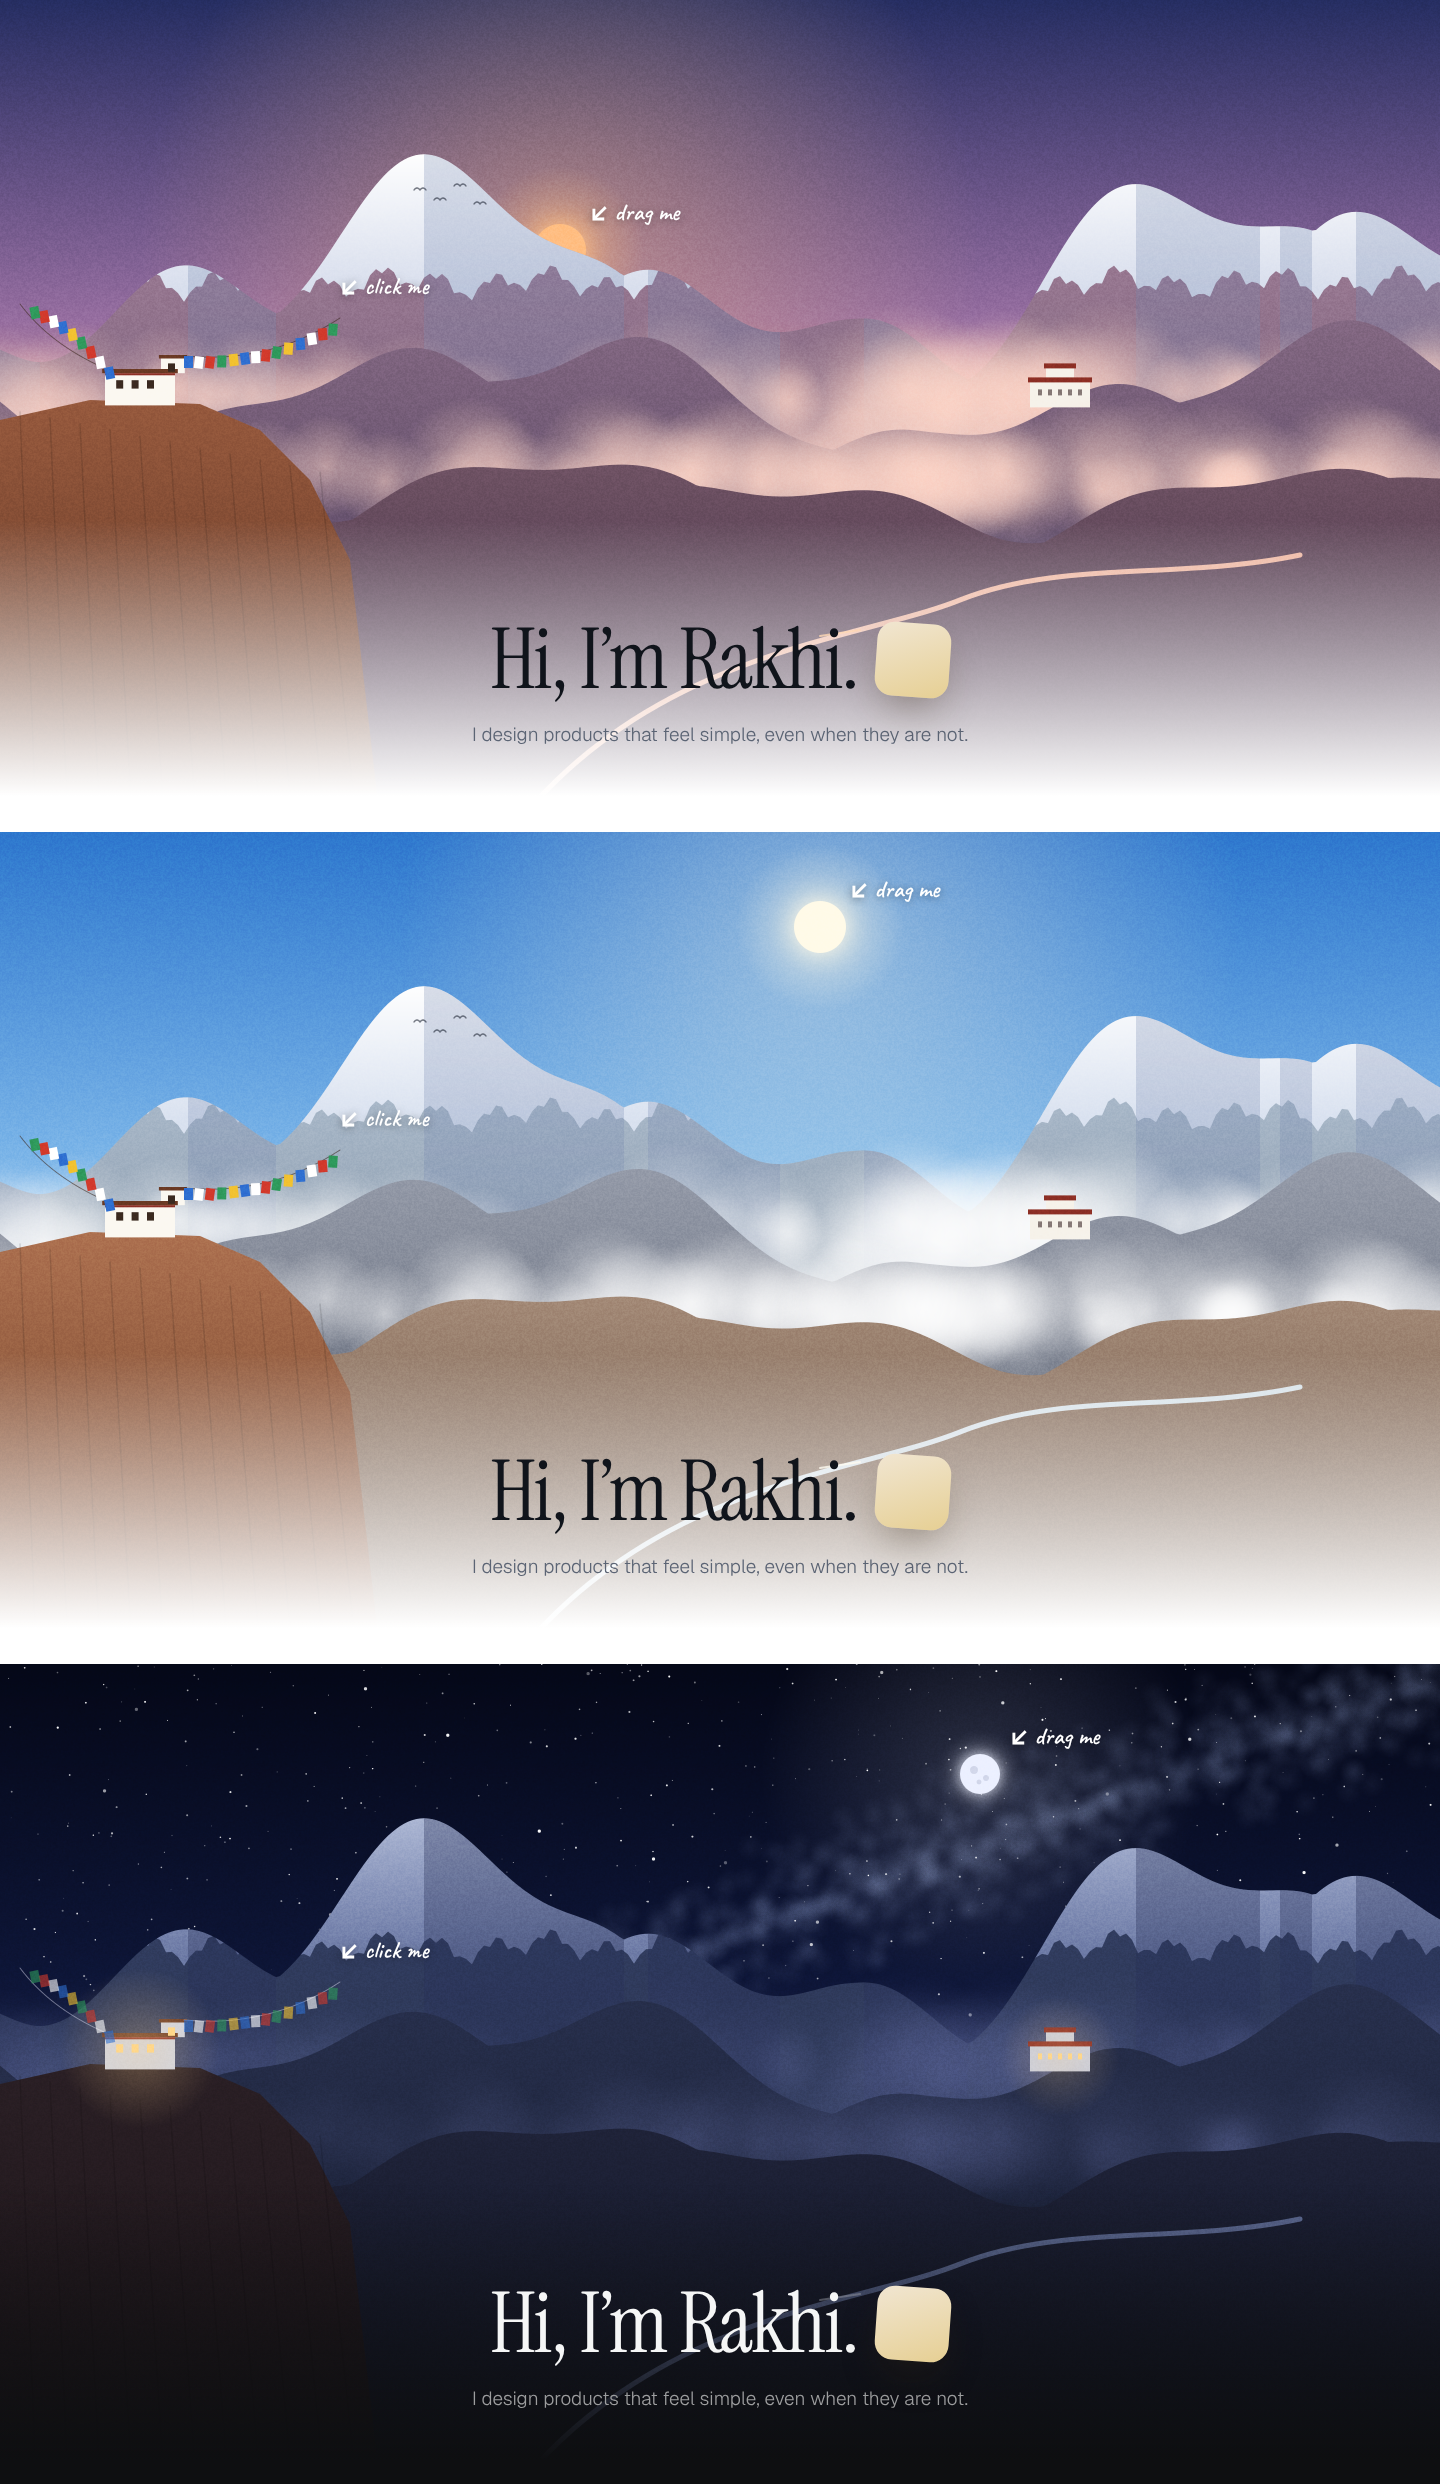 drag me
click me
Hi, I’m Rakhi.
I design products that feel simple, even when they are not.
drag me
click me
Hi, I’m Rakhi.
I design products that feel simple, even when they are not.
drag me
click me
Hi, I’m Rakhi.
I design products that feel simple, even when they are not.